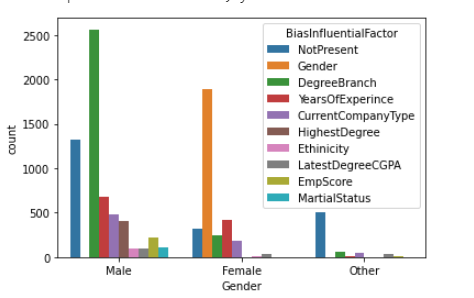 BiasInfluentialFactor
NotPresent
Gender
DegreeBranch
YearsOfExperince
CurrentCompanyType
HighestDegree
Ethinicity
LatestDegreeCGPA
EmpScore
MartialStatus
2500
2000
1500
1000
500
0
count
Male Female Other
Gender